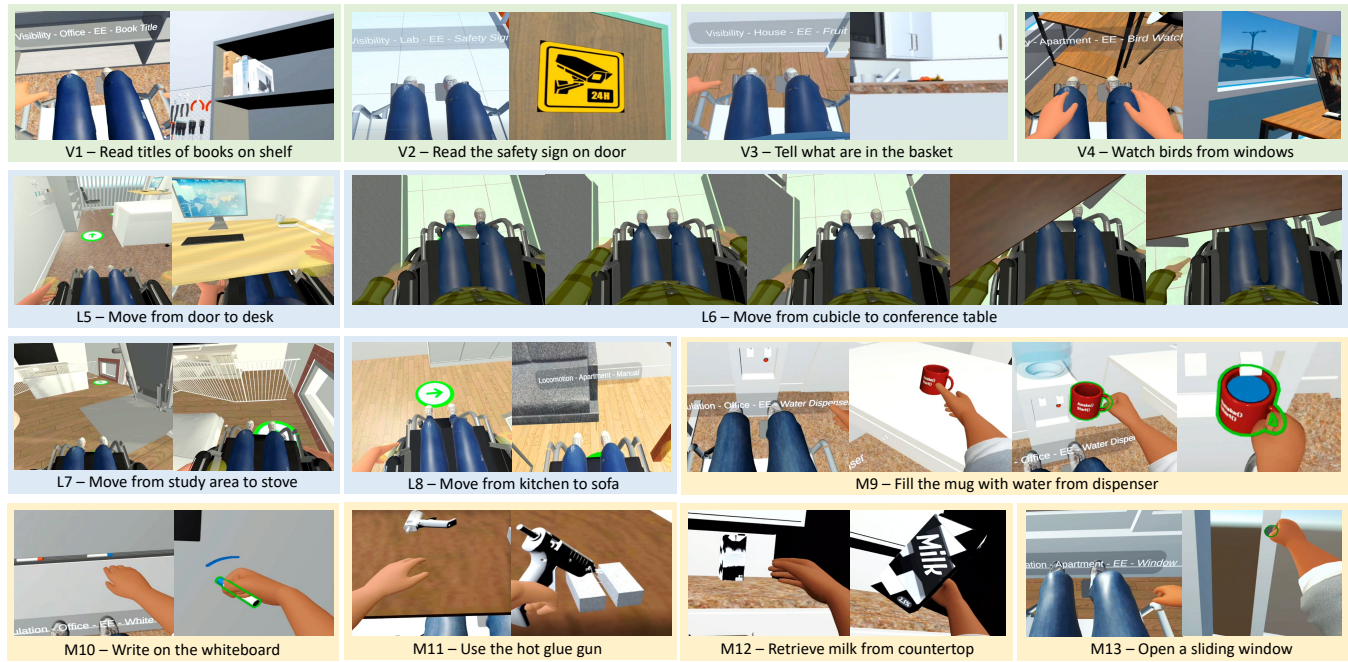 Visibility - Office - EE - Book Title
V1 – Read titles of books on shelf
Visibility - Lab - EE - Safety Sign
24H
V2 – Read the safety sign on door
Visibility - House - EE - Fruit
V3 – Tell what are in the basket
y - Apartment - EE - Bird Watch
V4 – Watch birds from windows
L5 – Move from door to desk
L6 – Move from cubicle to conference table
L7 – Move from study area to stove
Locomotion - Apartment - Manual
L8 – Move from kitchen to sofa
ulation - Office - EE - Water Dispenser
- Office - EE - Water Dispen
M9 – Fill the mug with water from dispenser
ulation - Office - EE - White
M10 – Write on the whiteboard
M11 – Use the hot glue gun
Milk
M12 – Retrieve milk from countertop
ation - Apartment - EE - Window
M13 – Open a sliding window